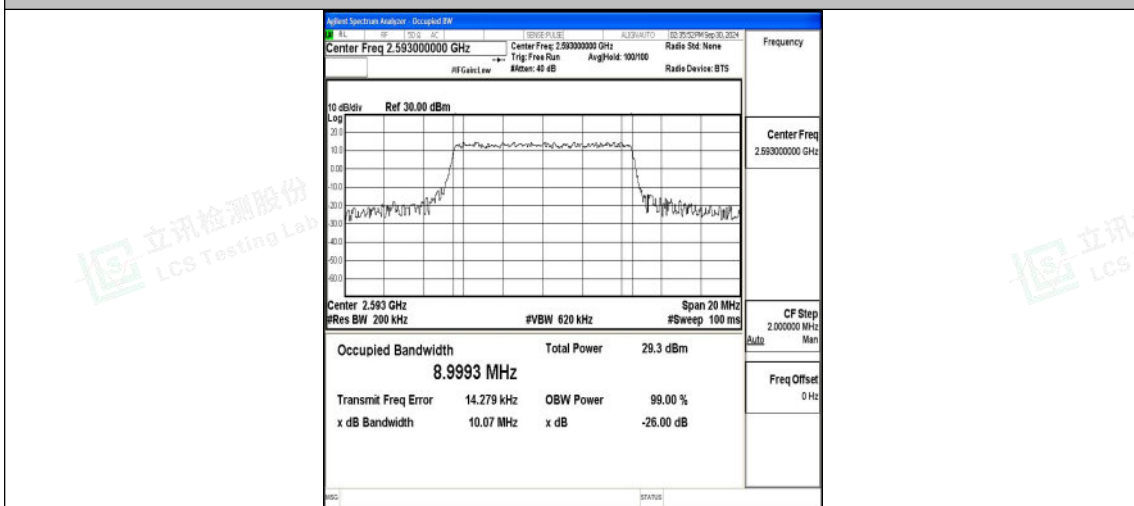 Agilent Spectrum Analyzer - Occupied BW
RL RF 50 Ω AC SENSE:PULSE ALIGNAUTO 02:35:52PM Sep 30, 2024
Center Freq 2.593000000 GHz
Center Freq: 2.593000000 GHz
Radio Std: None
Trig: Free Run Avg|Hold: 100/100
#IFGain:Low #Atten: 40 dB Radio Device: BTS
Frequency
10 dB/div Ref 30.00 dBm
Log
20.0
10.0
0.00
-10.0
-20.0
-30.0
-40.0
-50.0
-60.0
Center Freq
2.593000000 GHz
Center 2.593 GHz Span 20 MHz
#Res BW 200 kHz #VBW 620 kHz #Sweep 100 ms
CF Step
2.000000 MHz
Auto Man
Occupied Bandwidth Total Power 29.3 dBm
8.9993 MHz
Transmit Freq Error 14.279 kHz OBW Power 99.00 %
x dB Bandwidth 10.07 MHz x dB -26.00 dB
Freq Offset
0 Hz
MSG STATUS
立讯检测股份
LCS Testing Lab
立讯
LCS